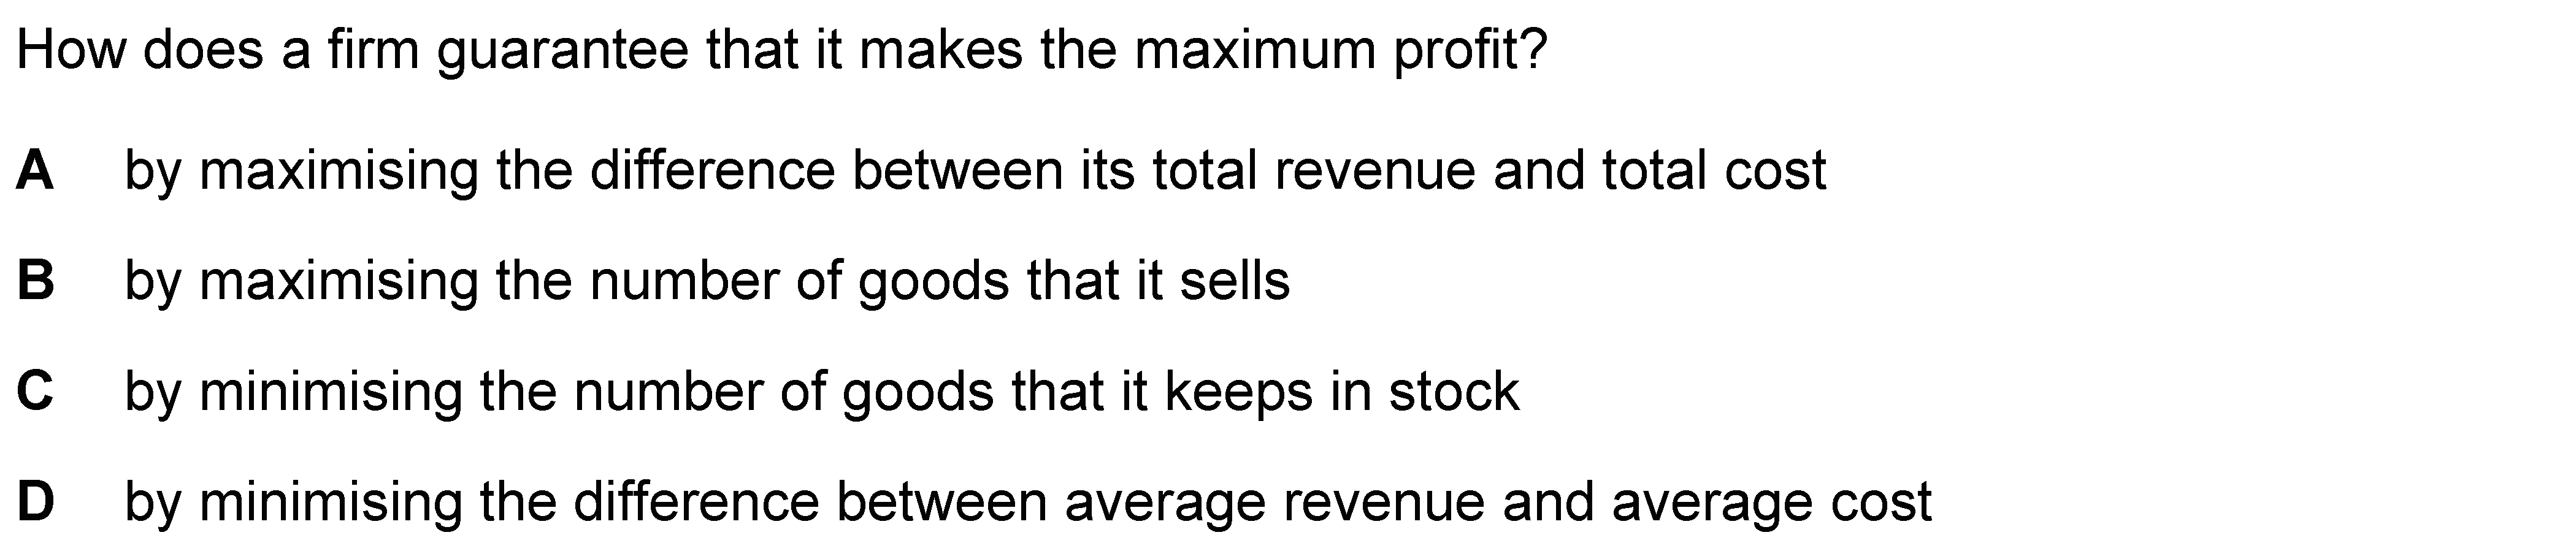 How does a firm guarantee that it makes the maximum profit?
A by maximising the difference between its total revenue and total cost
B by maximising the number of goods that it sells
C by minimising the number of goods that it keeps in stock
D by minimising the difference between average revenue and average cost